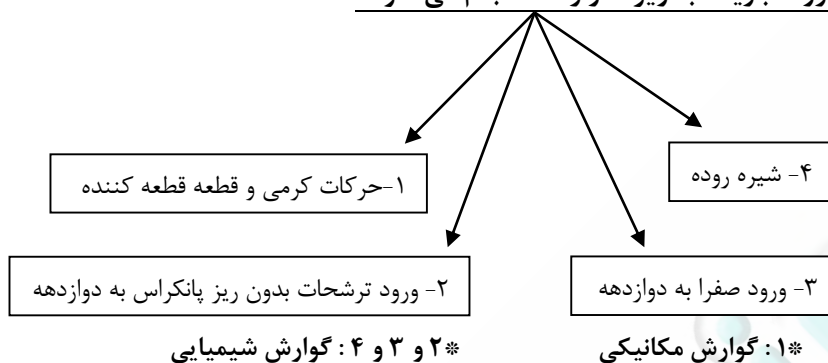 ۴- شیره روده
۱-حرکات کرمی و قطعه قطعه کننده
۳- ورود صفرا به دوازدهه
۲- ورود ترشحات بدون ریز پانکراس به دوازدهه
*۱: گوارش مکانیکی
*۲ و ۳ و ۴ : گوارش شیمیایی